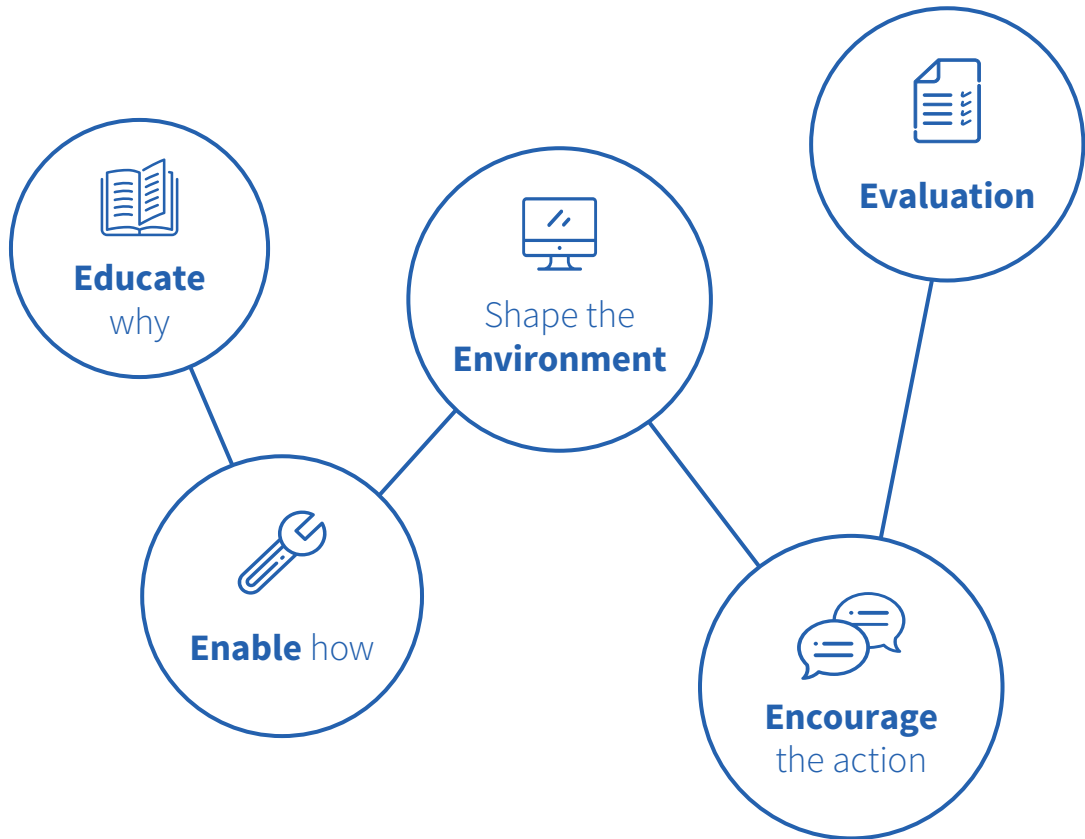 Educate
why
Enable how
Shape the
Environment
Encourage
the action
Evaluation